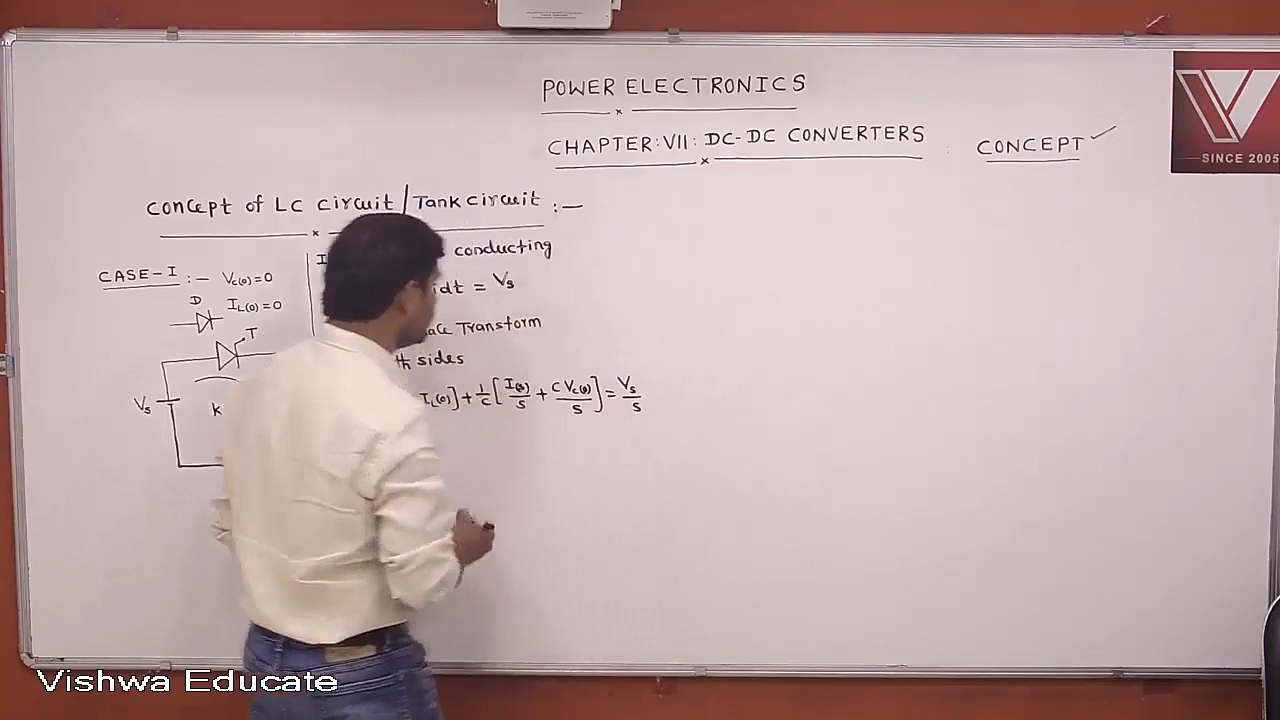 POWER ELECTRONICS
CHAPTER:VII: DC-DC CONVERTERS : CONCEPT ✓
SINCE 2005
Concept of LC Circuit / Tank Circuit :-
CASE-I :- Vc(0)=0
IL(0)=0
D
T
Vs
K
conducting
idt = Vs
Transform
sides
IL(0)] + 1/C [I(s)/S + C Vc(0)/S] = Vs/S
Vishwa Educate